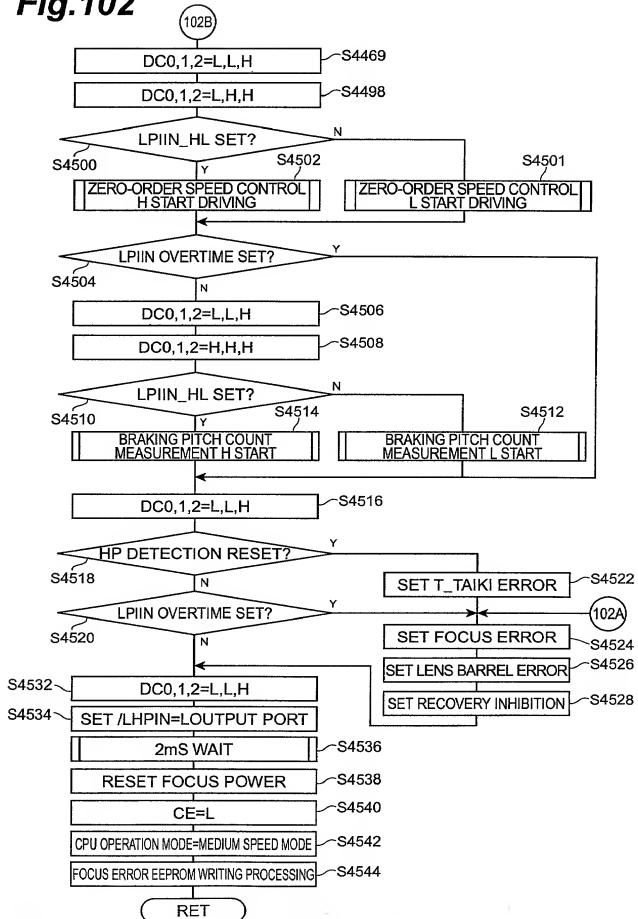 Fig.102
102B
DC0,1,2=L,L,H
S4469
DC0,1,2=L,H,H
S4498
LPIIN_HL SET?
N
S4500
Y
S4502
S4501
ZERO-ORDER SPEED CONTROL
H START DRIVING
ZERO-ORDER SPEED CONTROL
L START DRIVING
LPIIN OVERTIME SET?
Y
S4504
N
DC0,1,2=L,L,H
S4506
DC0,1,2=H,H,H
S4508
LPIIN_HL SET?
N
S4510
Y
S4514
S4512
BRAKING PITCH COUNT
MEASUREMENT H START
BRAKING PITCH COUNT
MEASUREMENT L START
DC0,1,2=L,L,H
S4516
HP DETECTION RESET?
Y
S4518
N
SET T_TAIKI ERROR
S4522
LPIIN OVERTIME SET?
Y
102A
S4520
N
SET FOCUS ERROR
S4524
SET LENS BARREL ERROR
S4526
SET RECOVERY INHIBITION
S4528
S4532
DC0,1,2=L,L,H
S4534
SET /LHPIN=LOUTPUT PORT
2mS WAIT
S4536
RESET FOCUS POWER
S4538
CE=L
S4540
CPU OPERATION MODE=MEDIUM SPEED MODE
S4542
FOCUS ERROR EEPROM WRITING PROCESSING
S4544
RET